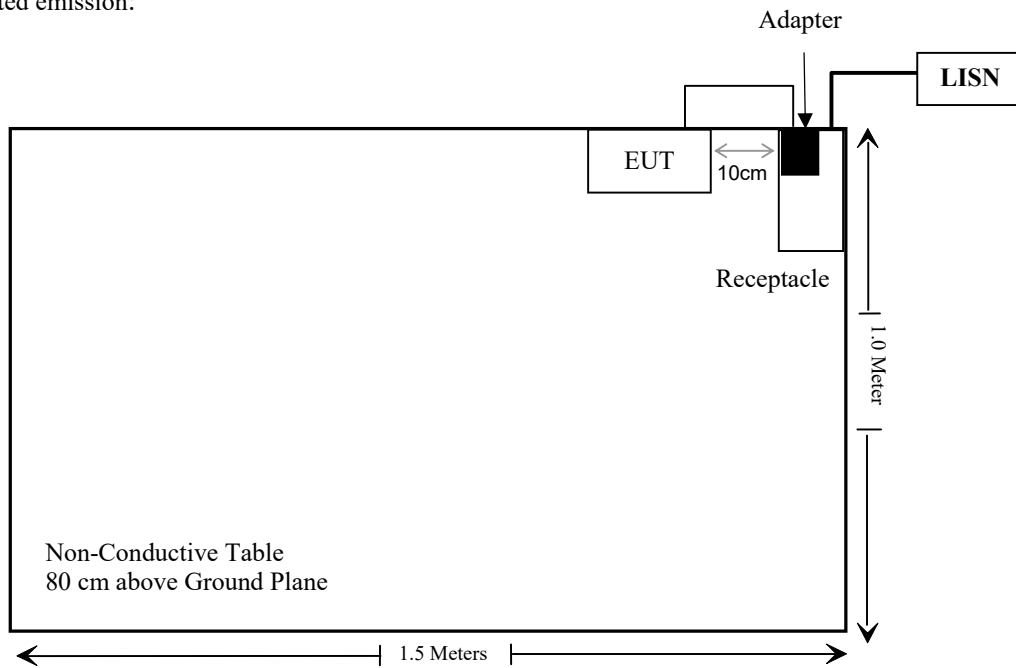 emission:
Adapter
LISN
EUT
10cm
Receptacle
1.0 Meter
Non-Conductive Table
80 cm above Ground Plane
1.5 Meters